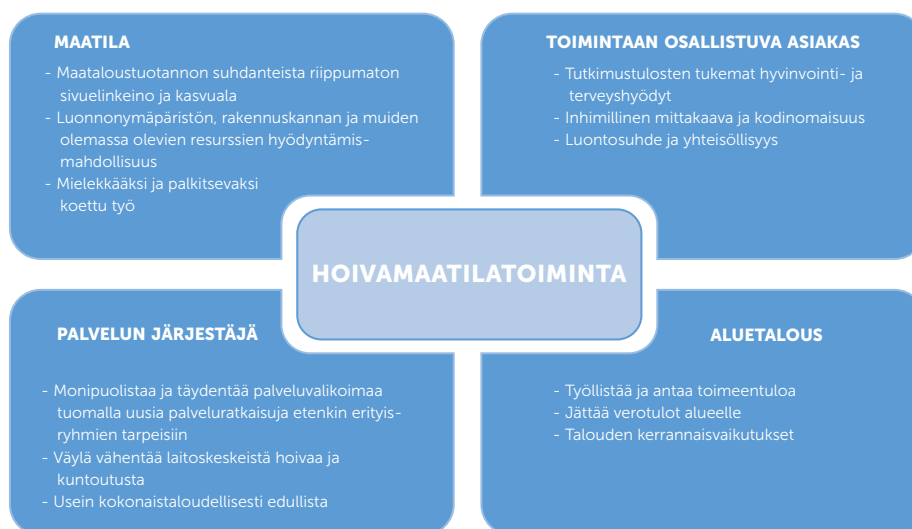 MAATILA
- Maataloustuotannon suhdanteista riippumaton
sivuelinkeino ja kasvuala
- Luonnonymäpäristön, rakennuskannan ja muiden
olemassa olevien resurssien hyödyntämis-
mahdollisuus
- Mielekkääksi ja palkitsevaksi
koettu työ
TOIMINTAAN OSALLISTUVA ASIAKAS
- Tutkimustulosten tukemat hyvinvointi- ja
terveyshyödyt
- Inhimillinen mittakaava ja kodinomaisuus
- Luontosuhde ja yhteisöllisyys
HOIVAMAATILATOIMINTA
PALVELUN JÄRJESTÄJÄ
- Monipuolistaa ja täydentää palveluvalikoimaa
tuomalla uusia palveluratkaisuja etenkin erityis-
ryhmien tarpeisiin
- Väylä vähentää laitoskeskeistä hoivaa ja
kuntoutusta
- Usein kokonaistaloudellisesti edullista
ALUETALOUS
- Työllistää ja antaa toimeentuloa
- Jättää verotulot alueelle
- Talouden kerrannaisvaikutukset